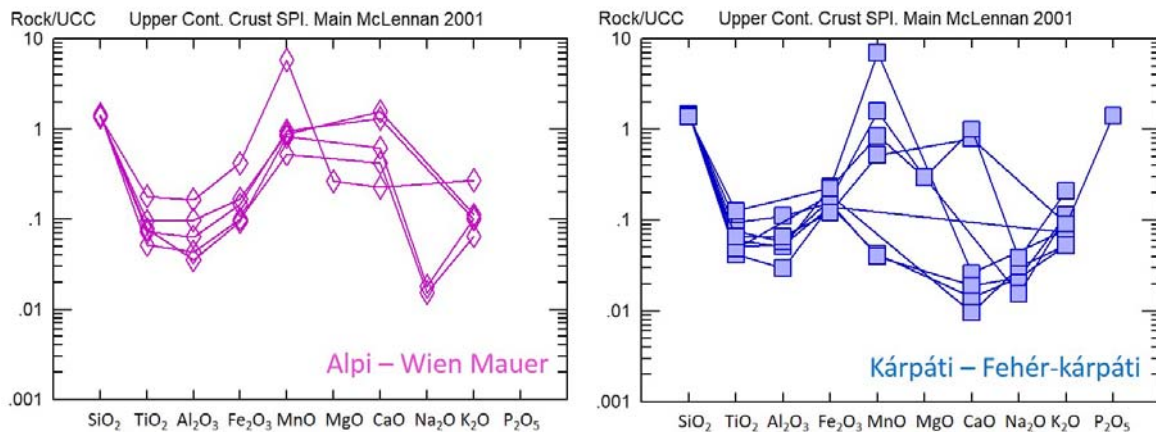 Rock/UCC Upper Cont. Crust SPI. Main McLennan 2001
10
1
.1
.01
.001
Alpi – Wien Mauer
SiO₂ TiO₂ Al₂O₃ Fe₂O₃ MnO MgO CaO Na₂O K₂O P₂O₅
Rock/UCC Upper Cont. Crust SPI. Main McLennan 2001
10
1
.1
.01
.001
Kárpáti – Fehér-kárpáti
SiO₂ TiO₂ Al₂O₃ Fe₂O₃ MnO MgO CaO Na₂O K₂O P₂O₅